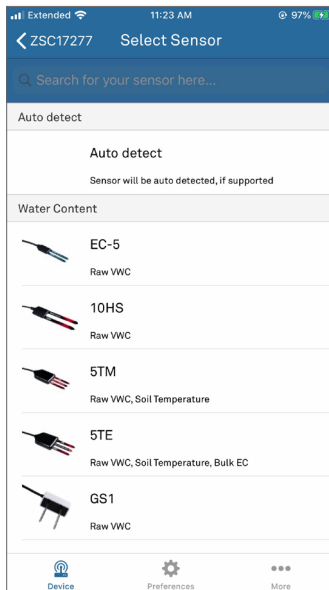 Extended 11:23 AM 97%
ZSC17277 Select Sensor
Search for your sensor here...
Auto detect
Auto detect
Sensor will be auto detected, if supported
Water Content
EC-5
Raw VWC
10HS
Raw VWC
5TM
Raw VWC, Soil Temperature
5TE
Raw VWC, Soil Temperature, Bulk EC
GS1
Raw VWC
Device Preferences More